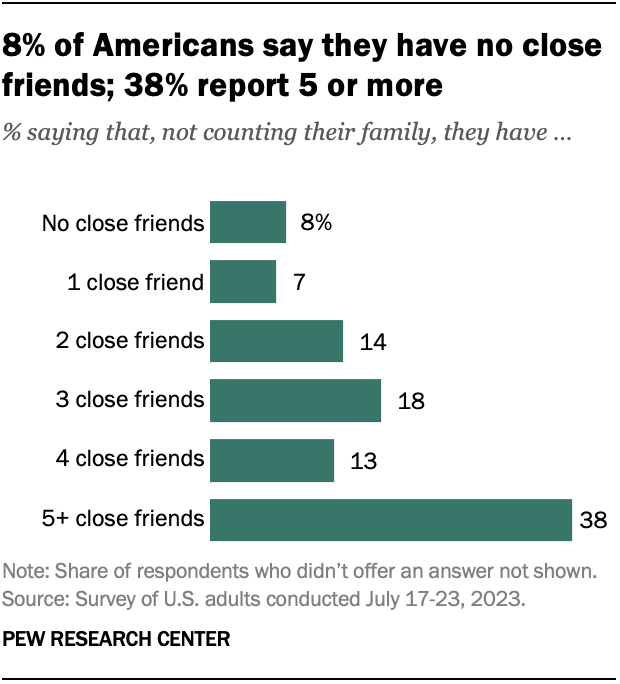 8% of Americans say they have no close
friends; 38% report 5 or more
% saying that, not counting their family, they have ...
No close friends 8%
1 close friend 7
2 close friends 14
3 close friends 18
4 close friends 13
5+ close friends 38
Note: Share of respondents who didn’t offer an answer not shown.
Source: Survey of U.S. adults conducted July 17-23, 2023.
PEW RESEARCH CENTER